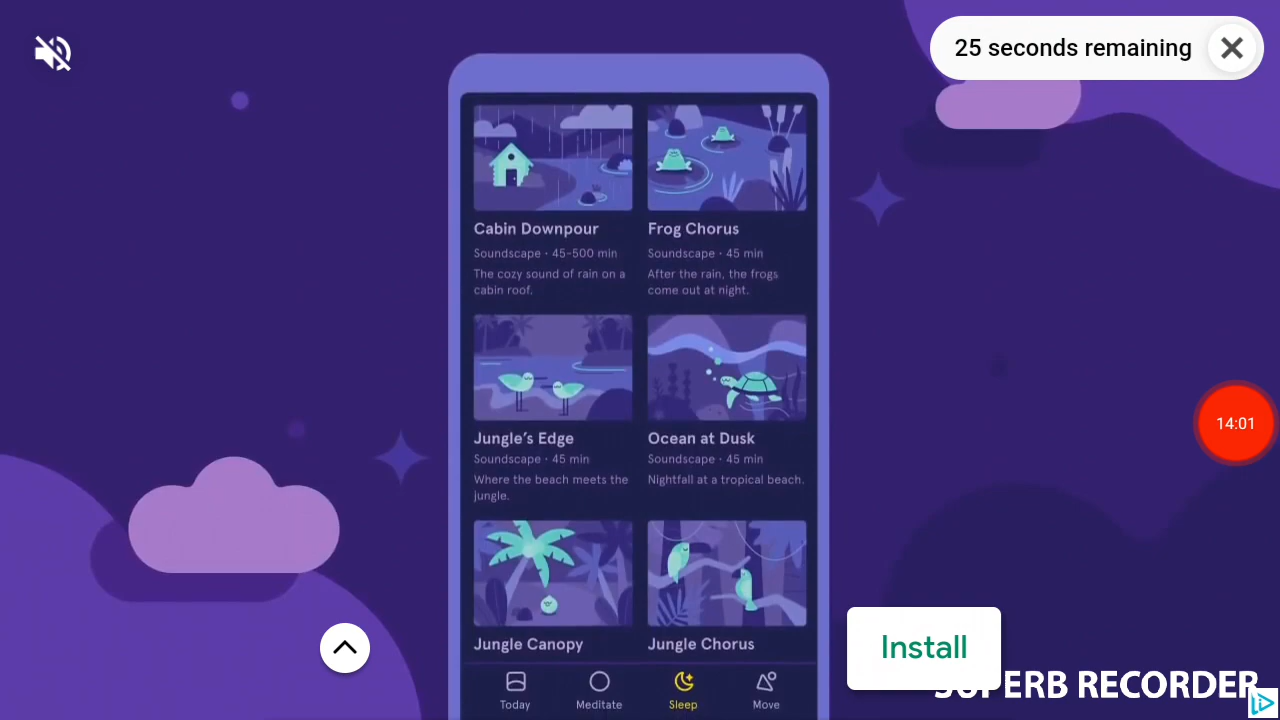 25 seconds remaining
Cabin Downpour
Soundscape · 45-500 min
The cozy sound of rain on a
cabin roof.
Frog Chorus
Soundscape · 45 min
After the rain, the frogs
come out at night.
Jungle's Edge
Soundscape · 45 min
Where the beach meets the
jungle.
Ocean at Dusk
Soundscape · 45 min
Nightfall at a tropical beach.
14:01
Jungle Canopy
Jungle Chorus
Install
SUPERB RECORDER
Today
Meditate
Sleep
Move